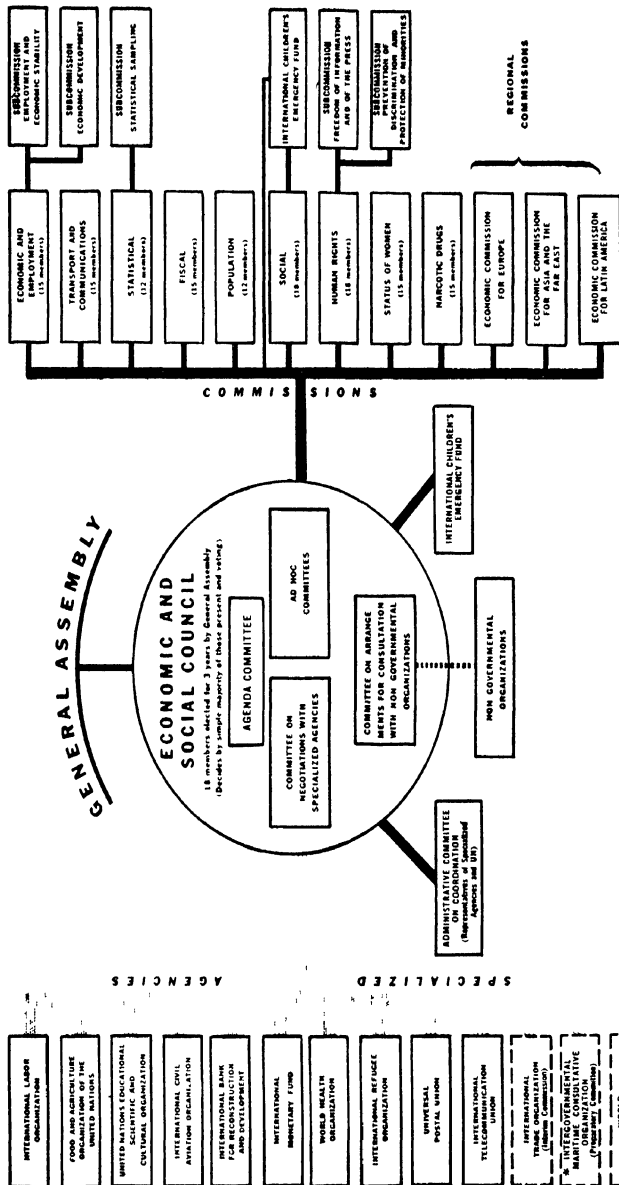 GENERAL ASSEMBLY
ECONOMIC AND
SOCIAL COUNCIL
18 members elected for 3 years by General Assembly
(Decides by simple majority of those present and voting)
AGENDA COMMITTEE
COMMITTEE ON
NEGOTIATIONS WITH
SPECIALIZED AGENCIES
AD HOC
COMMITTEES
COMMITTEE ON ARRANGE
MENTS FOR CONSULTATION
WITH NON GOVERNMENTAL
ORGANIZATIONS
ADMINISTRATIVE COMMITTEE
ON COORDINATION
(Representatives of Specialized
Agencies and UN)
NON GOVERNMENTAL
ORGANIZATIONS
INTERNATIONAL CHILDREN'S
EMERGENCY FUND
COMMISSIONS
ECONOMIC AND
EMPLOYMENT
(15 members)
TRANSPORT AND
COMMUNICATIONS
(15 members)
STATISTICAL
(12 members)
FISCAL
(15 members)
POPULATION
(12 members)
SOCIAL
(18 members)
HUMAN RIGHTS
(18 members)
STATUS OF WOMEN
(15 members)
NARCOTIC DRUGS
(15 members)
ECONOMIC COMMISSION
FOR EUROPE
ECONOMIC COMMISSION
FOR ASIA AND THE
FAR EAST
ECONOMIC COMMISSION
FOR LATIN AMERICA
SUBCOMMISSION
EMPLOYMENT AND
ECONOMIC STABILITY
SUBCOMMISSION
ECONOMIC DEVELOPMENT
SUBCOMMISSION
STATISTICAL SAMPLING
INTERNATIONAL CHILDREN'S
EMERGENCY FUND
SUBCOMMISSION
FREEDOM OF INFORMATION
AND OF THE PRESS
SUBCOMMISSION
PREVENTION OF
DISCRIMINATION AND
PROTECTION OF MINORITIES
REGIONAL
COMMISSIONS
SPECIALIZED AGENCIES
INTERNATIONAL LABOR
ORGANIZATION
FOOD AND AGRICULTURE
ORGANIZATION OF THE
UNITED NATIONS
UNITED NATIONS EDUCATIONAL
SCIENTIFIC AND
CULTURAL ORGANIZATION
INTERNATIONAL CIVIL
AVIATION ORGANIZATION
INTERNATIONAL BANK
FOR RECONSTRUCTION
AND DEVELOPMENT
INTERNATIONAL
MONETARY FUND
WORLD HEALTH
ORGANIZATION
INTERNATIONAL REFUGEE
ORGANIZATION
UNIVERSAL
POSTAL UNION
INTERNATIONAL
TELECOMMUNICATION
UNION
INTERNATIONAL
TRADE ORGANIZATION
(Interim Commission)
* INTERGOVERNMENTAL
MARITIME CONSULTATIVE
ORGANIZATION
(Preparatory Committee)